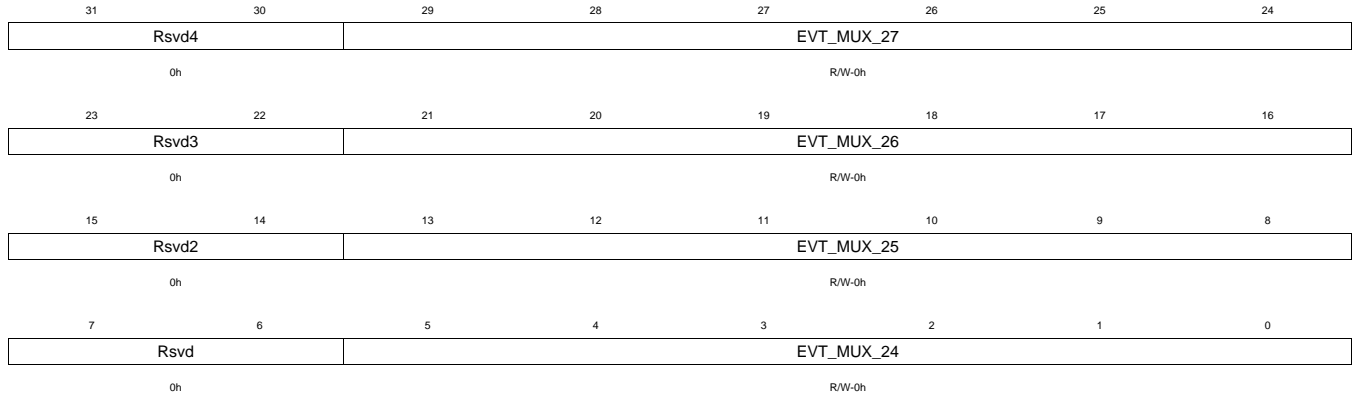 31 30 29 28 27 26 25 24
Rsvd4 EVT_MUX_27
0h R/W-0h
23 22 21 20 19 18 17 16
Rsvd3 EVT_MUX_26
0h R/W-0h
15 14 13 12 11 10 9 8
Rsvd2 EVT_MUX_25
0h R/W-0h
7 6 5 4 3 2 1 0
Rsvd EVT_MUX_24
0h R/W-0h